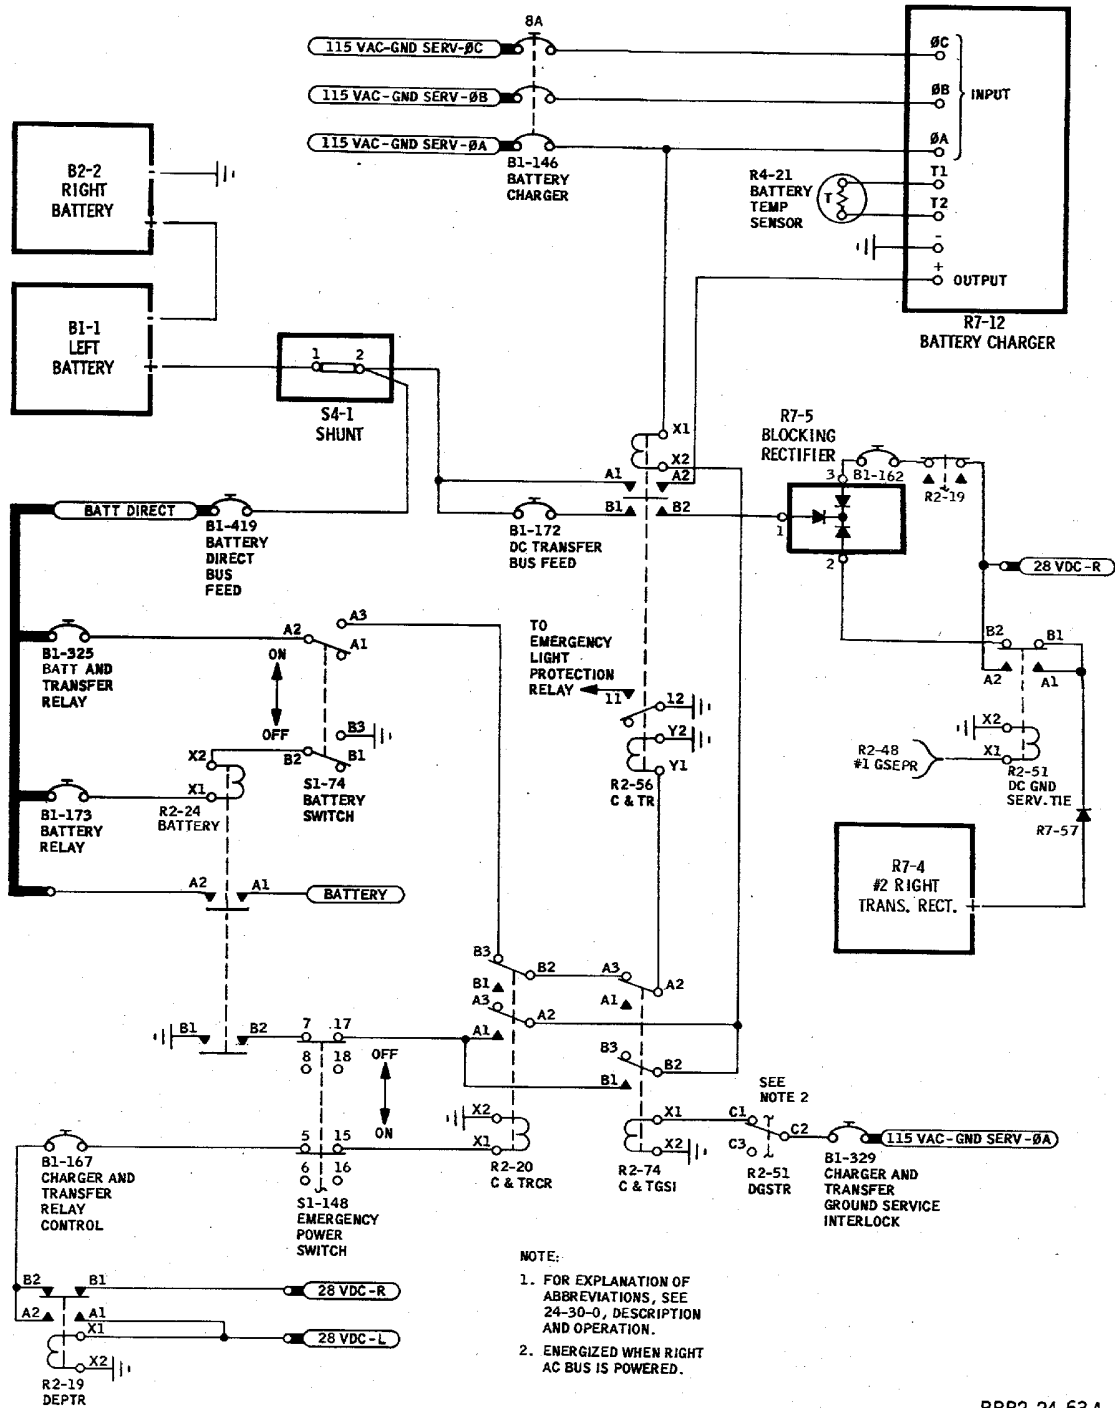 8A
115 VAC-GND SERV-ØC
115 VAC-GND SERV-ØB
115 VAC-GND SERV-ØA
B1-146
BATTERY
CHARGER
ØC
ØB
ØA
INPUT
T1
T2
-
+
OUTPUT
R7-12
BATTERY CHARGER
R4-21
BATTERY
TEMP
SENSOR
T
B2-2
RIGHT
BATTERY
-
+
B1-1
LEFT
BATTERY
-
+
1 2
S4-1
SHUNT
X1
X2
A1 A2
B1 B2
B1-172
DC TRANSFER
BUS FEED
R7-5
BLOCKING
RECTIFIER
3
1
2
B1-162
R2-19
28 VDC-R
BATT DIRECT
B1-419
BATTERY
DIRECT
BUS
FEED
B1-325
BATT AND
TRANSFER
RELAY
A2
A3
A1
ON
OFF
B3
B2
B1
S1-74
BATTERY
SWITCH
X2
X1
R2-24
BATTERY
B1-173
BATTERY
RELAY
A2 A1
BATTERY
TO
EMERGENCY
LIGHT
PROTECTION
RELAY
11
12
Y2
Y1
R2-56
C & TR
B2 B1
A2 A1
X2
X1
R2-48
#1 GSEPR
R2-51
DC GND
SERV. TIE
R7-57
R7-4
#2 RIGHT
TRANS. RECT.
+
B3
B2
B1
A3
A2
A1
A3
A2
A1
B3
B2
B1
B1 B2
7 17
8 18
OFF
ON
5 15
6 16
S1-148
EMERGENCY
POWER
SWITCH
X2
X1
R2-20
C & TRCR
X1
X2
R2-74
C & TGSI
SEE
NOTE 2
C1
C2
C3
R2-51
DGSTR
B1-329
CHARGER AND
TRANSFER
GROUND SERVICE
INTERLOCK
115 VAC-GND SERV-ØA
B1-167
CHARGER AND
TRANSFER
RELAY
CONTROL
B2 B1
A2 A1
X1
X2
R2-19
DEPTR
28 VDC-R
28 VDC-L
NOTE:
1. FOR EXPLANATION OF
ABBREVIATIONS, SEE
24-30-0, DESCRIPTION
AND OPERATION.
2. ENERGIZED WHEN RIGHT
AC BUS IS POWERED.